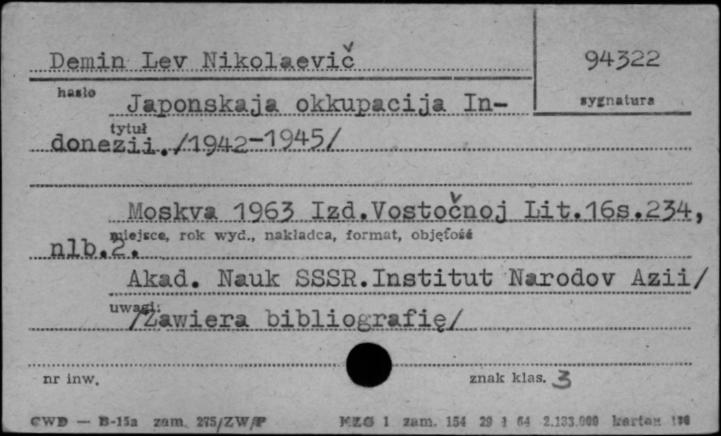 Demin Lev Nikolaevič
94322
hasło
sygnatura
Japonskaja okkupacija In-
tytuł
donezii./1942-1945/
Moskva 1963 Izd.Vostočnoj Lit.16s.234,
miejsce, rok wyd., nakładca, format, objętość
nlb.2.
Akad. Nauk SSSR.Institut Narodov Azii/
uwagi:
/Zawiera bibliografię/
nr inw.
znak klas. 3
CWD — B-15a zam. 275/ZW/P
KZG 1 zam. 154 29 1 64 2.133.000 karton